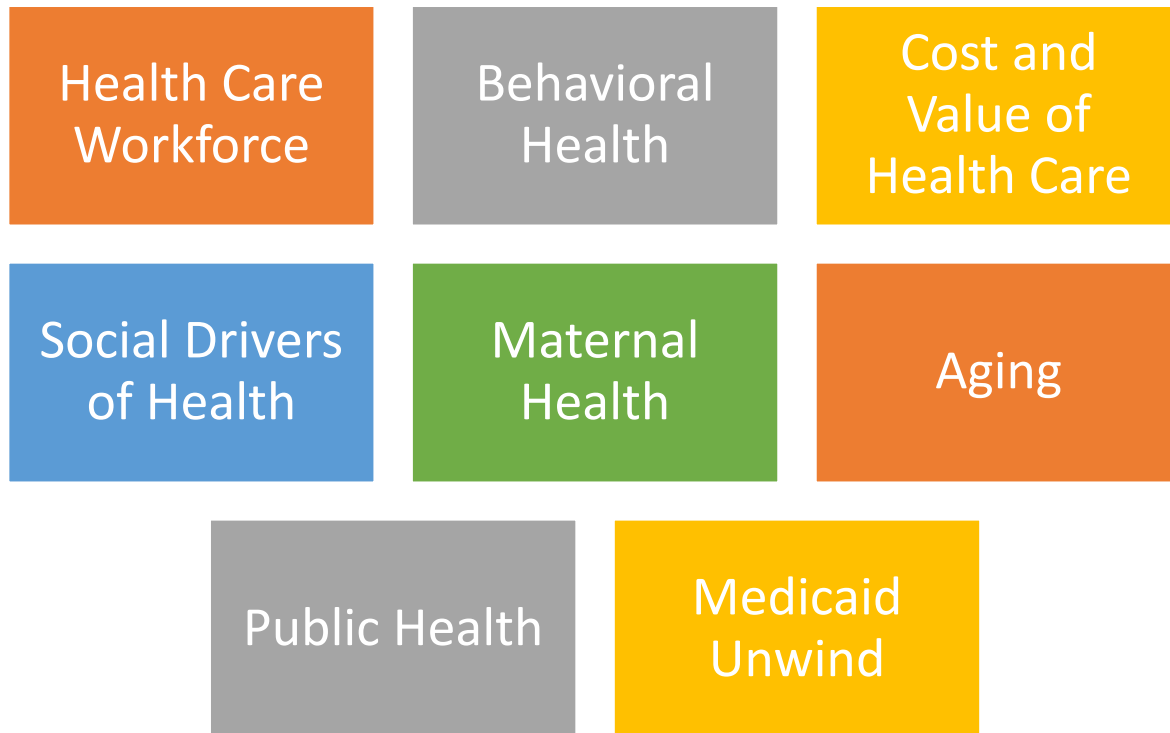 Health Care
Workforce
Behavioral
Health
Cost and
Value of
Health Care
Social Drivers
of Health
Maternal
Health
Aging
Public Health
Medicaid
Unwind